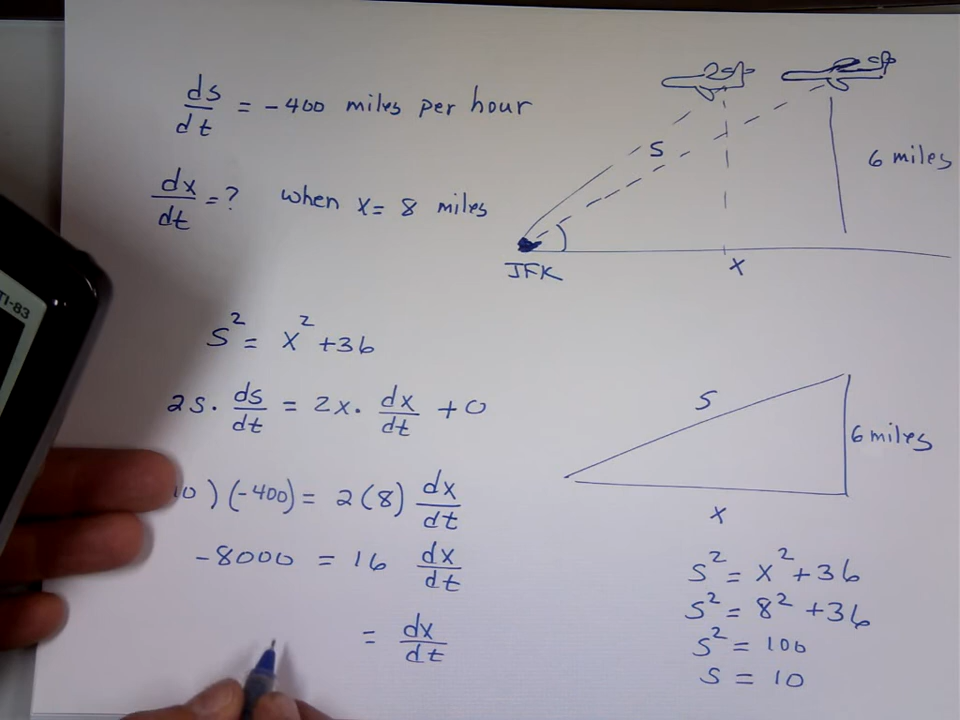 ds/dt = -400 miles per hour
dx/dt = ? when x = 8 miles
S
6 miles
JFK
x
TI-83
S² = x² + 36
2s · ds/dt = 2x · dx/dt + 0
10)(-400) = 2(8) dx/dt
-8000 = 16 dx/dt
= dx/dt
S
6 miles
x
S² = x² + 36
S² = 8² + 36
S² = 100
S = 10